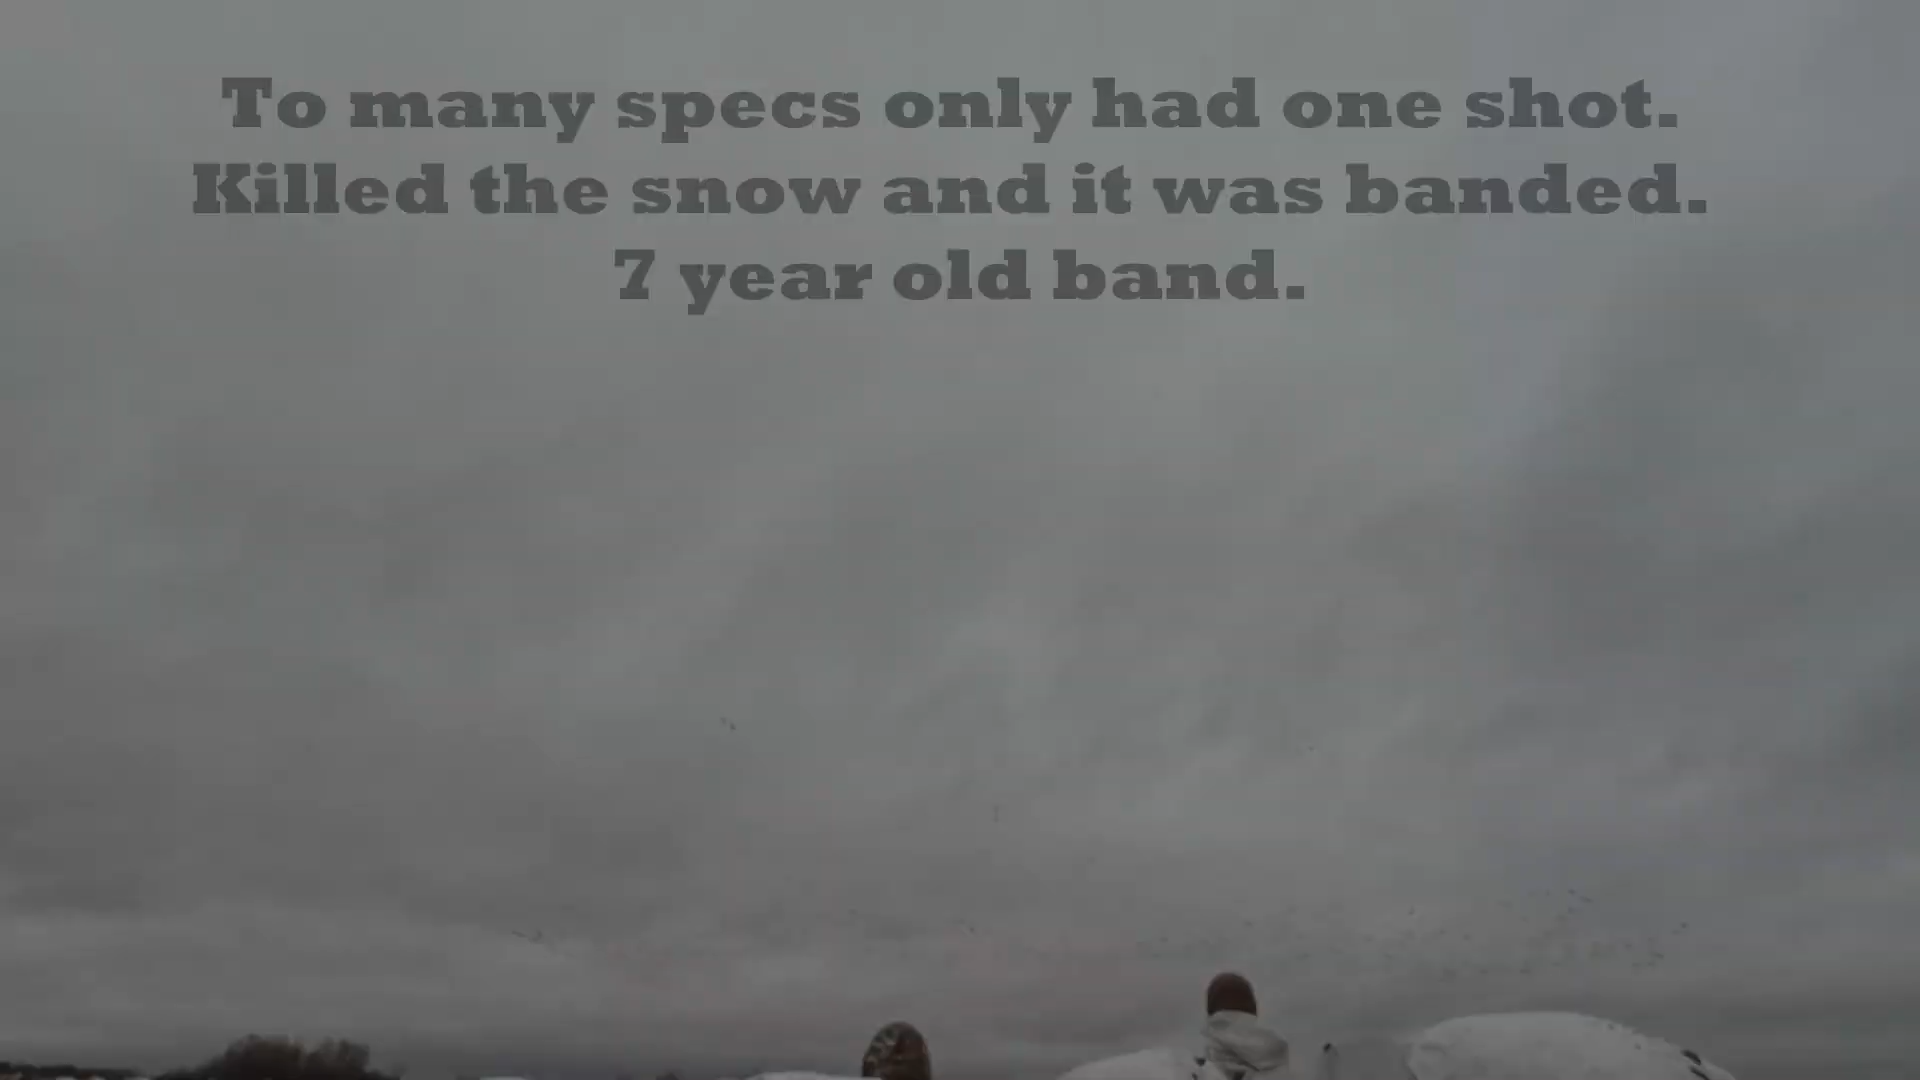 To many specs only had one shot.
Killed the snow and it was banded.
7 year old band.